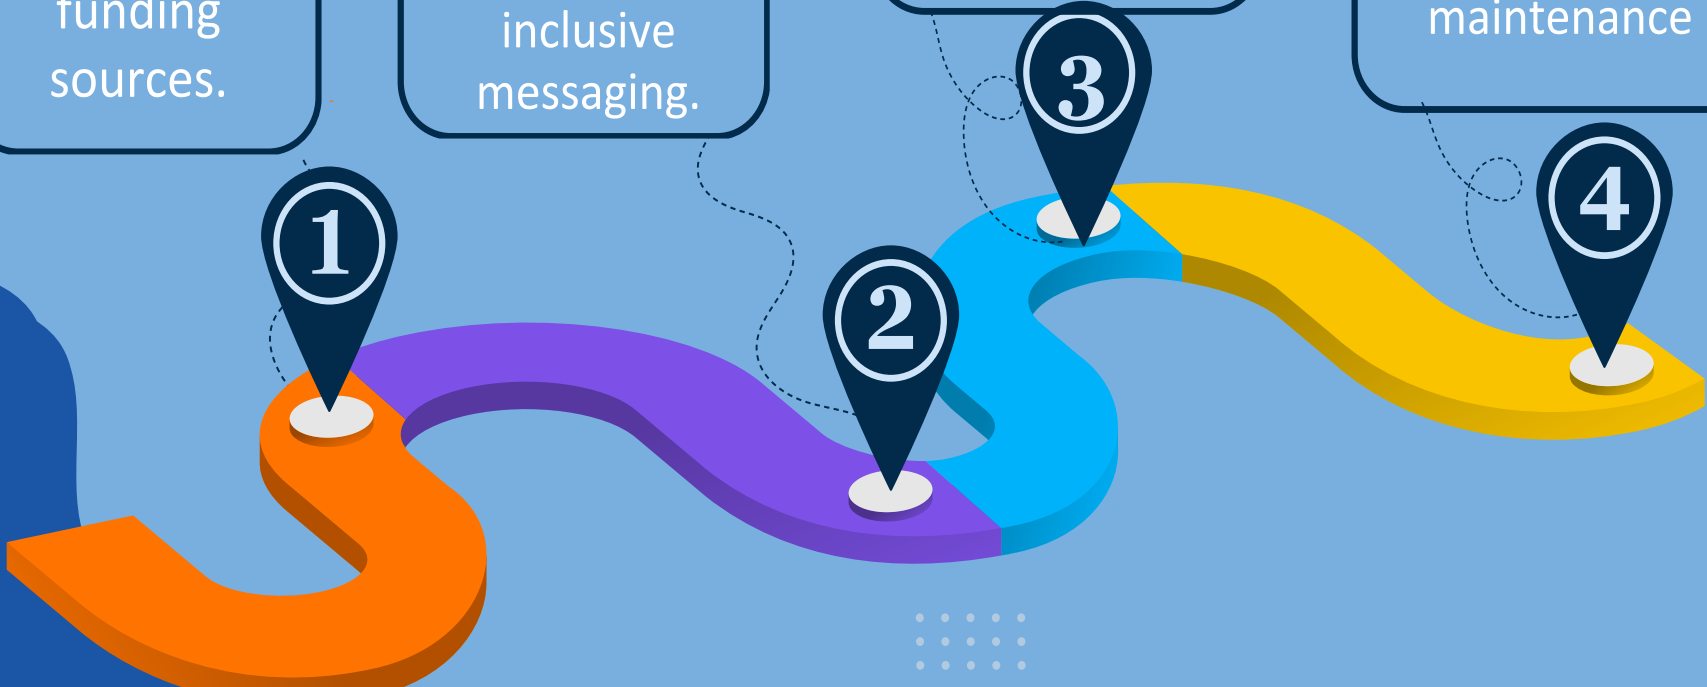 funding
sources.
inclusive
messaging.
maintenance
1
2
3
4